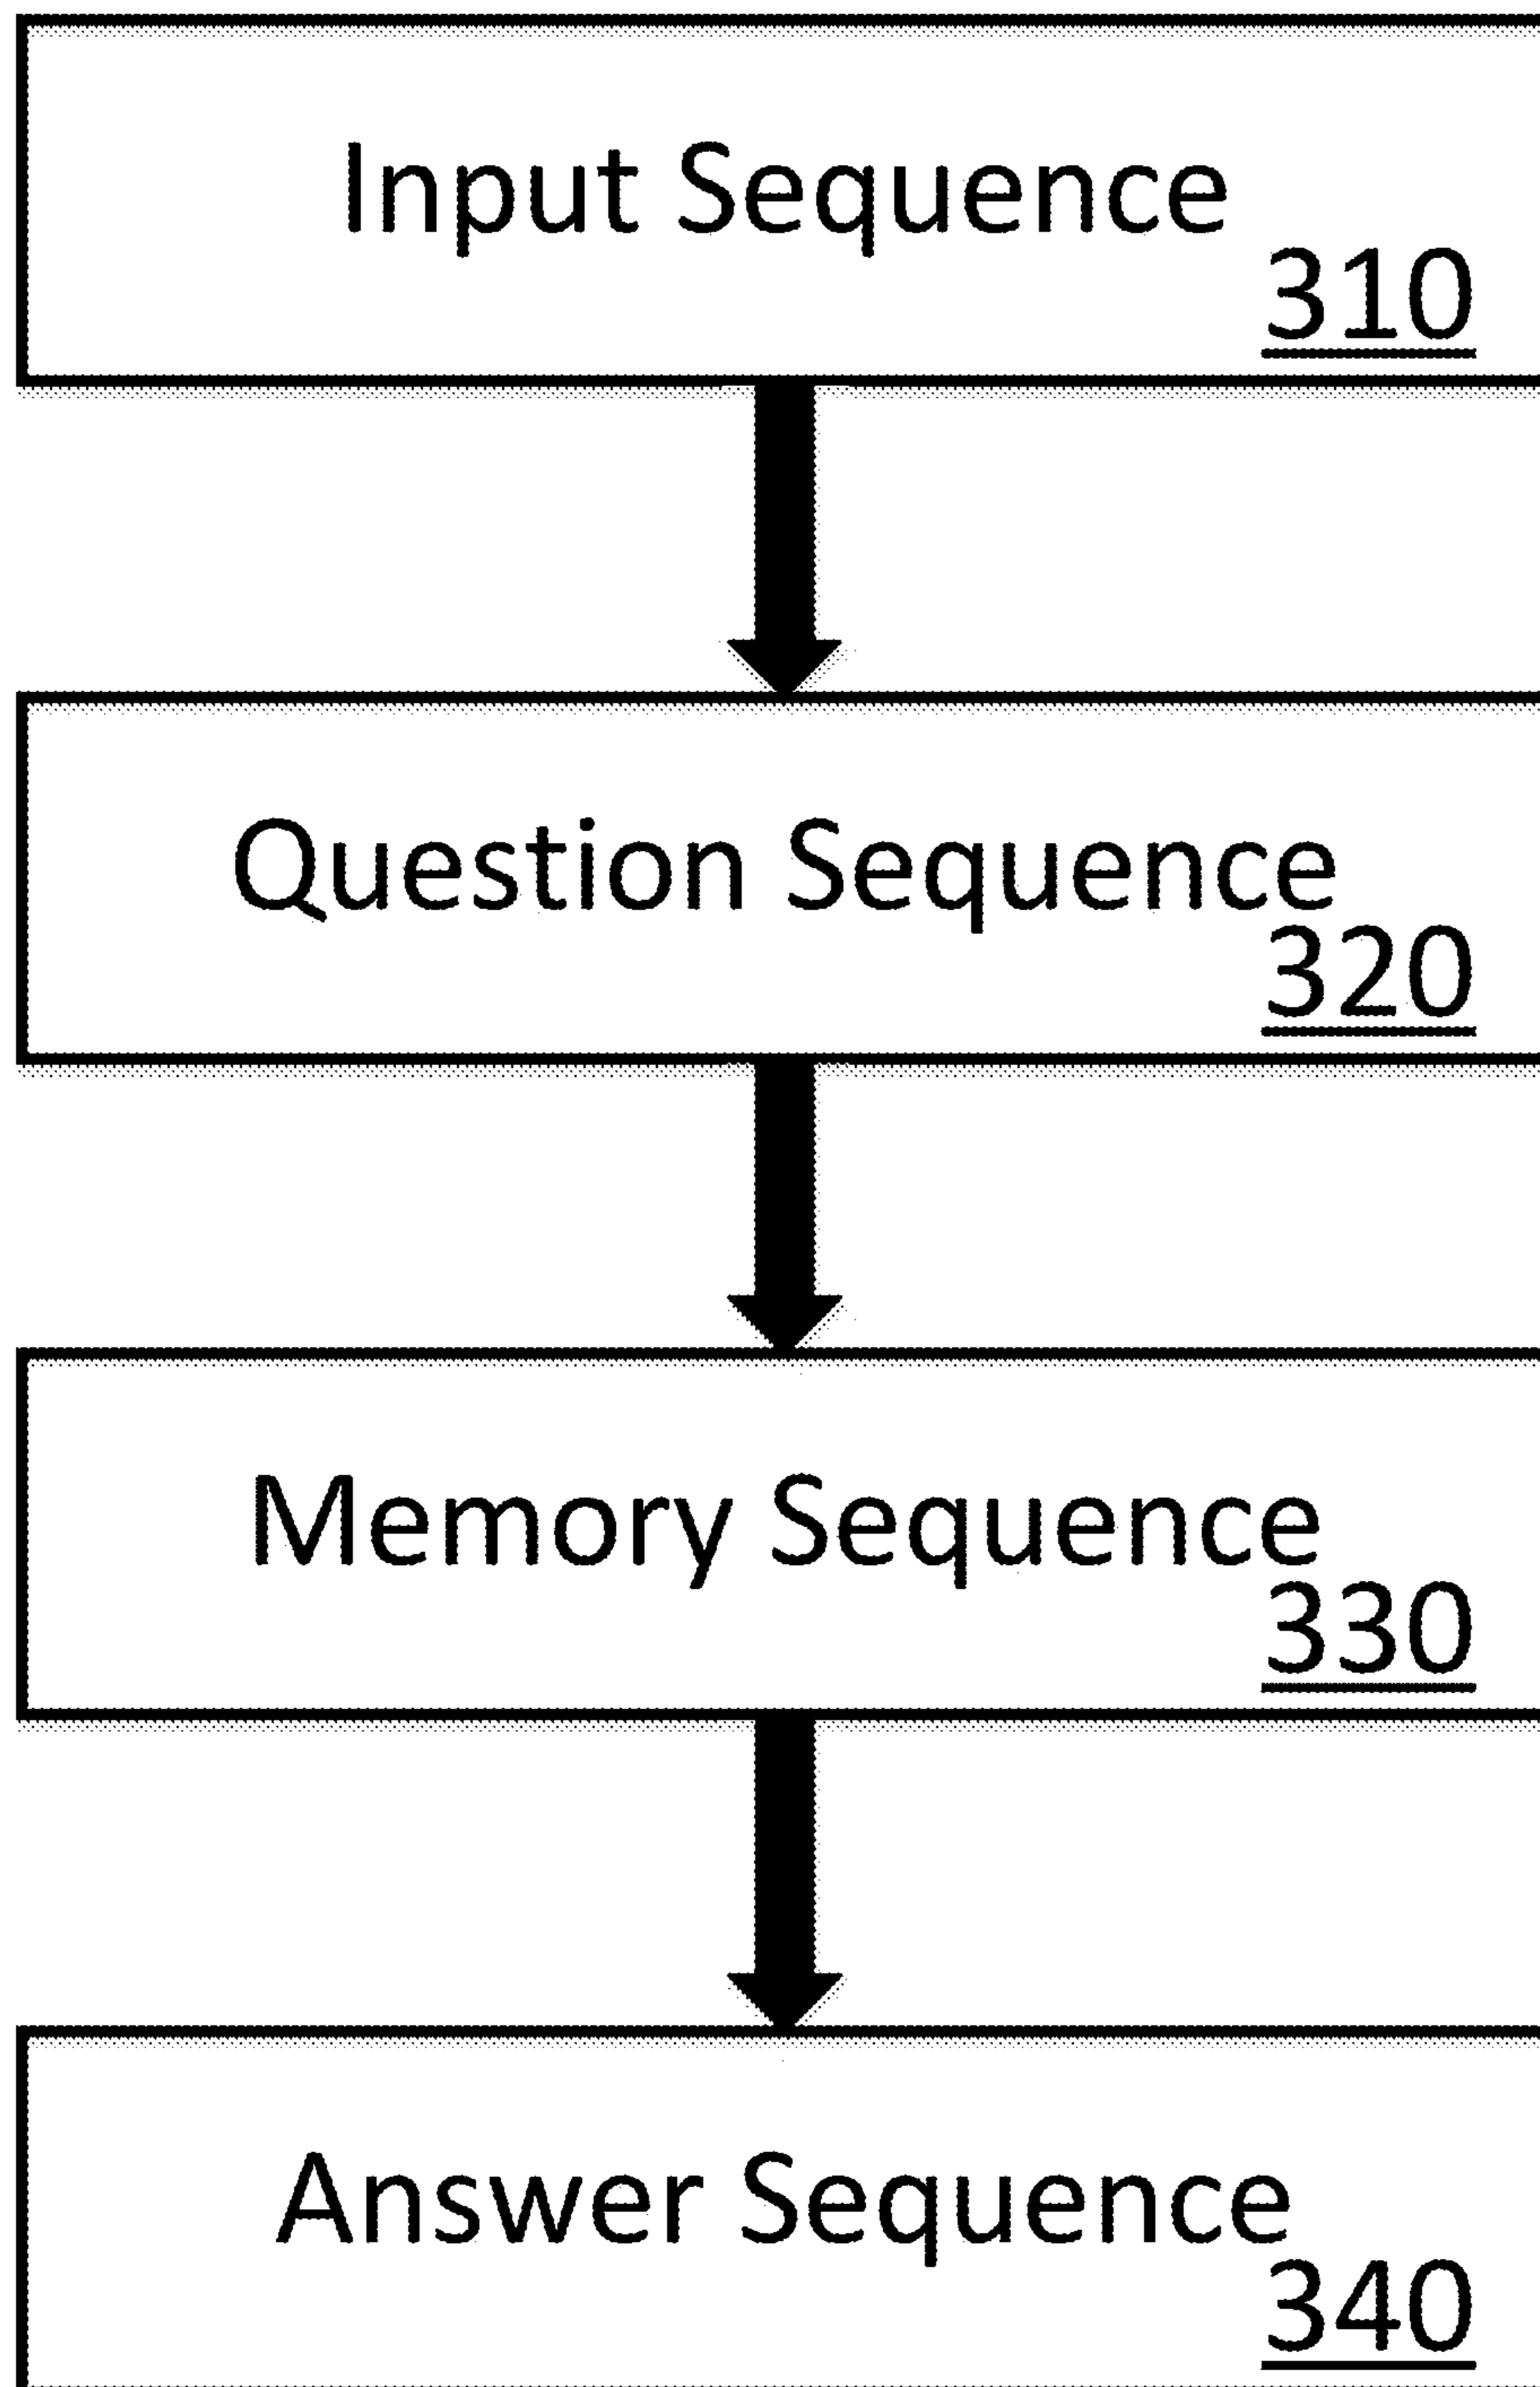 Input Sequence
310
Question Sequence
320
Memory Sequence
330
Answer Sequence
340